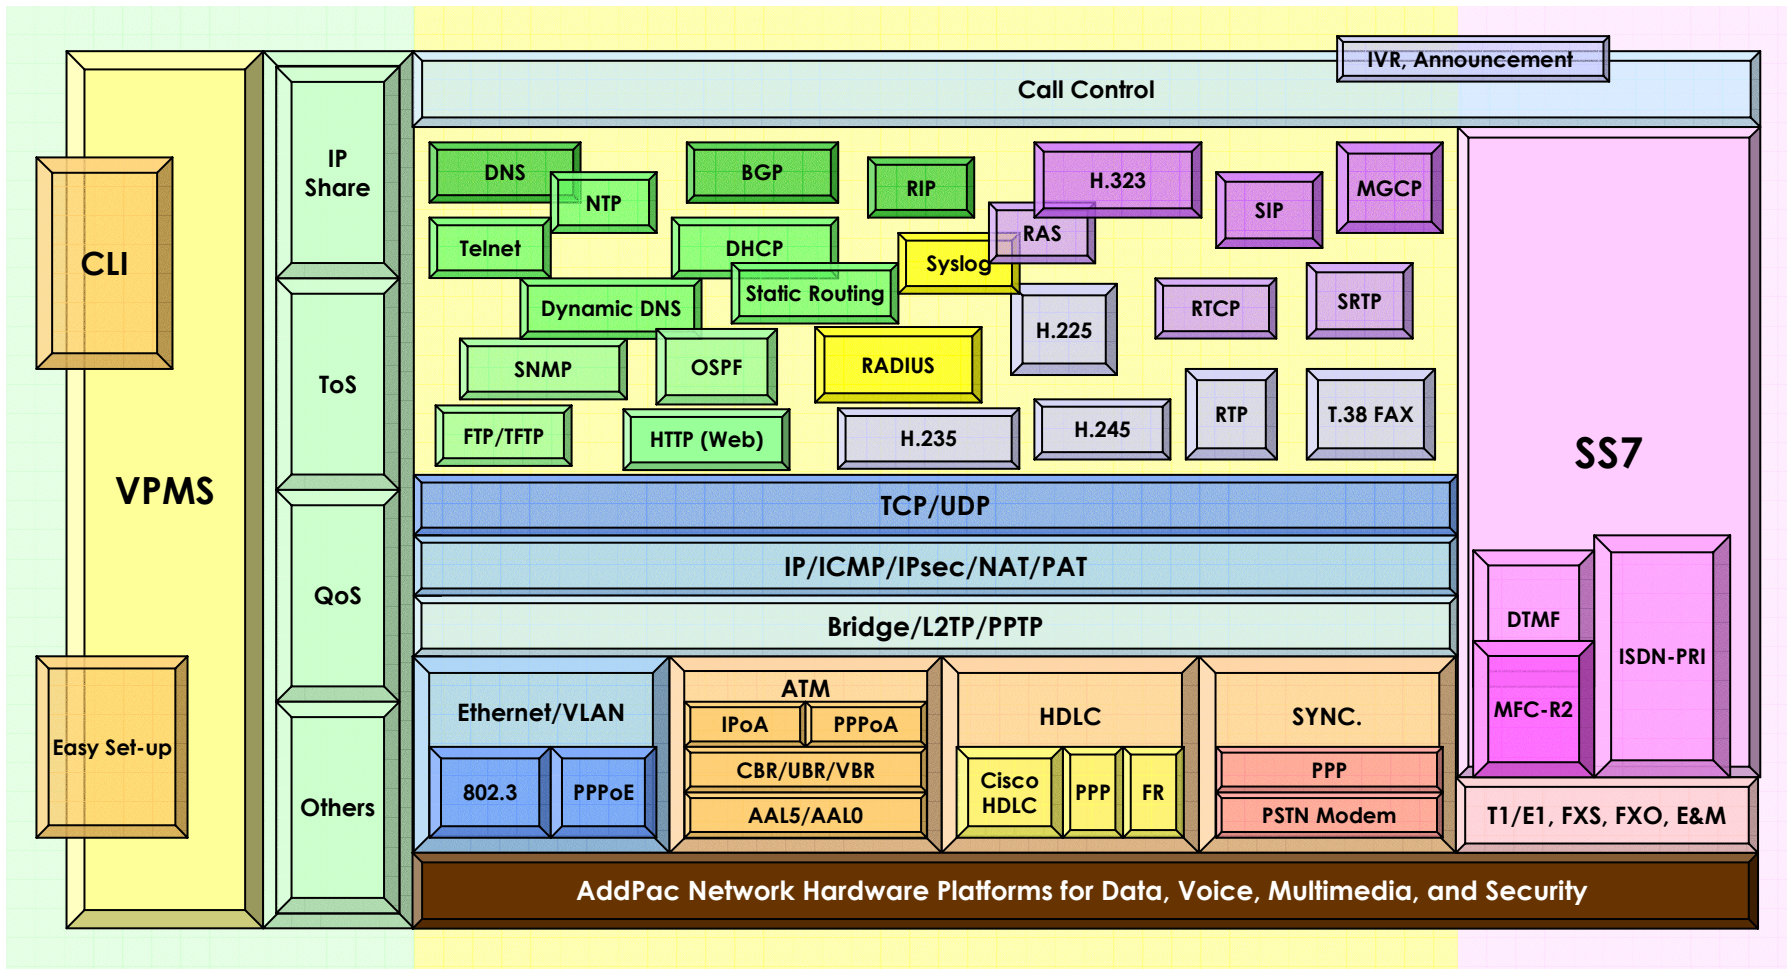 IVR, Announcement
Call Control
VPMS
CLI
Easy Set-up
IP
Share
ToS
QoS
Others
DNS
NTP
BGP
RIP
H.323
SIP
MGCP
Telnet
DHCP
Syslog
RAS
Dynamic DNS
Static Routing
H.225
RTCP
SRTP
SNMP
OSPF
RADIUS
FTP/TFTP
HTTP (Web)
H.235
H.245
RTP
T.38 FAX
TCP/UDP
IP/ICMP/IPsec/NAT/PAT
Bridge/L2TP/PPTP
Ethernet/VLAN
802.3
PPPoE
ATM
IPoA
PPPoA
CBR/UBR/VBR
AAL5/AAL0
HDLC
Cisco
HDLC
PPP
FR
SYNC.
PPP
PSTN Modem
SS7
DTMF
MFC-R2
ISDN-PRI
T1/E1, FXS, FXO, E&M
AddPac Network Hardware Platforms for Data, Voice, Multimedia, and Security